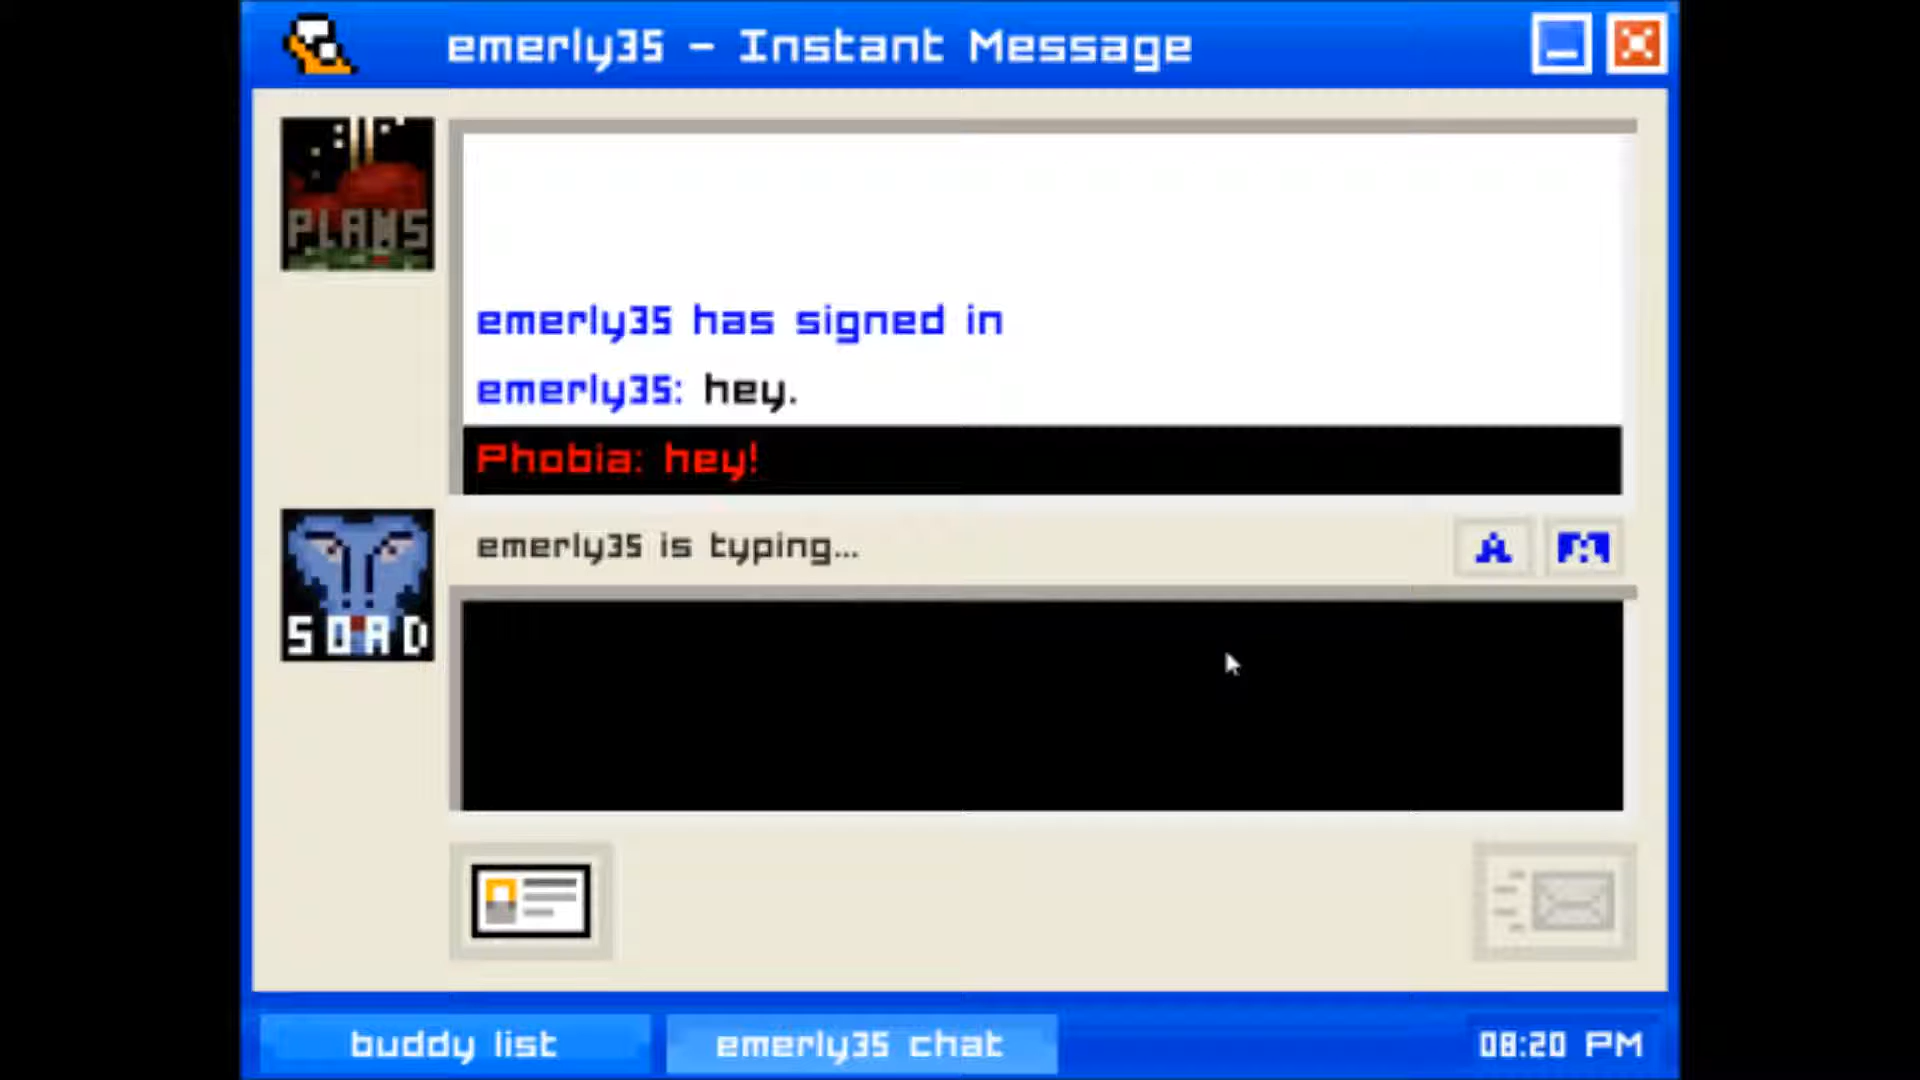 emerly35 - Instant Message
PLANS
emerly35 has signed in
emerly35: hey.
Phobia: hey!
SOAD
emerly35 is typing...
A
buddy list
emerly35 chat
08:20 PM